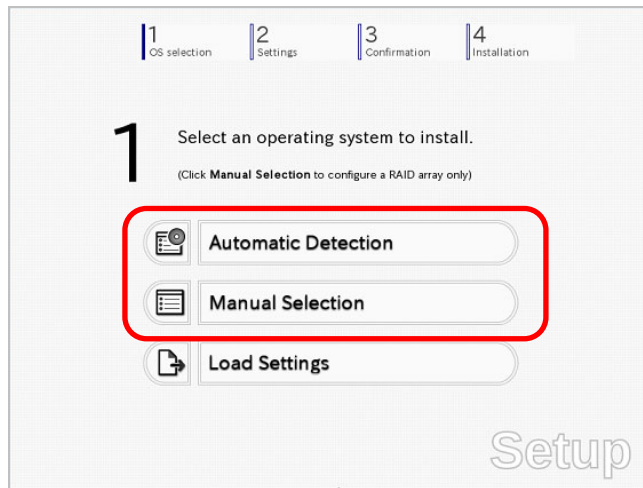 1
OS selection
2
Settings
3
Confirmation
4
Installation
1
Select an operating system to install.
(Click Manual Selection to configure a RAID array only)
Automatic Detection
Manual Selection
Load Settings
Setup